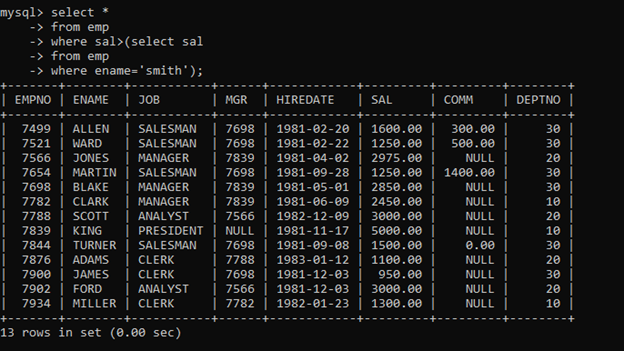 mysql> select *
    -> from emp
    -> where sal>(select sal
    -> from emp
    -> where ename='smith');
+-------+--------+-----------+------+------------+---------+---------+--------+
| EMPNO | ENAME  | JOB       | MGR  | HIREDATE   | SAL     | COMM    | DEPTNO |
+-------+--------+-----------+------+------------+---------+---------+--------+
|  7499 | ALLEN  | SALESMAN  | 7698 | 1981-02-20 | 1600.00 |  300.00 |     30 |
|  7521 | WARD   | SALESMAN  | 7698 | 1981-02-22 | 1250.00 |  500.00 |     30 |
|  7566 | JONES  | MANAGER   | 7839 | 1981-04-02 | 2975.00 |    NULL |     20 |
|  7654 | MARTIN | SALESMAN  | 7698 | 1981-09-28 | 1250.00 | 1400.00 |     30 |
|  7698 | BLAKE  | MANAGER   | 7839 | 1981-05-01 | 2850.00 |    NULL |     30 |
|  7782 | CLARK  | MANAGER   | 7839 | 1981-06-09 | 2450.00 |    NULL |     10 |
|  7788 | SCOTT  | ANALYST   | 7566 | 1982-12-09 | 3000.00 |    NULL |     20 |
|  7839 | KING   | PRESIDENT | NULL | 1981-11-17 | 5000.00 |    NULL |     10 |
|  7844 | TURNER | SALESMAN  | 7698 | 1981-09-08 | 1500.00 |    0.00 |     30 |
|  7876 | ADAMS  | CLERK     | 7788 | 1983-01-12 | 1100.00 |    NULL |     20 |
|  7900 | JAMES  | CLERK     | 7698 | 1981-12-03 |  950.00 |    NULL |     30 |
|  7902 | FORD   | ANALYST   | 7566 | 1981-12-03 | 3000.00 |    NULL |     20 |
|  7934 | MILLER | CLERK     | 7782 | 1982-01-23 | 1300.00 |    NULL |     10 |
+-------+--------+-----------+------+------------+---------+---------+--------+
13 rows in set (0.00 sec)